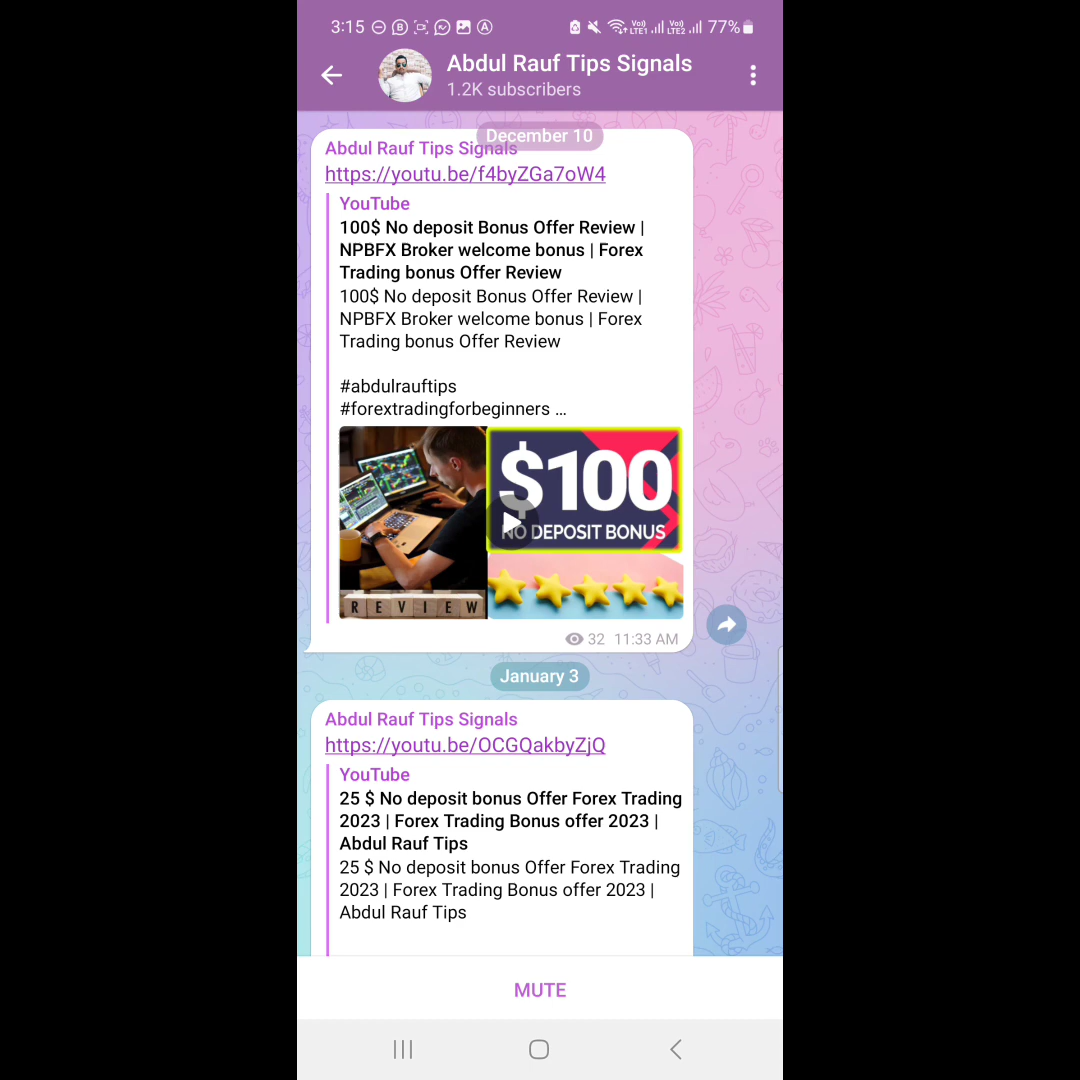 3:15
77%
Abdul Rauf Tips Signals
1.2K subscribers
December 10
Abdul Rauf Tips Signals
https://youtu.be/f4byZGa7oW4
YouTube
100$ No deposit Bonus Offer Review |
NPBFX Broker welcome bonus | Forex
Trading bonus Offer Review
100$ No deposit Bonus Offer Review |
NPBFX Broker welcome bonus | Forex
Trading bonus Offer Review
#abdulrauftips
#forextradingforbeginners ...
$100
NO DEPOSIT BONUS
REVIEW
32 11:33 AM
January 3
Abdul Rauf Tips Signals
https://youtu.be/OCGQakbyZjQ
YouTube
25 $ No deposit bonus Offer Forex Trading
2023 | Forex Trading Bonus offer 2023 |
Abdul Rauf Tips
25 $ No deposit bonus Offer Forex Trading
2023 | Forex Trading Bonus offer 2023 |
Abdul Rauf Tips
MUTE